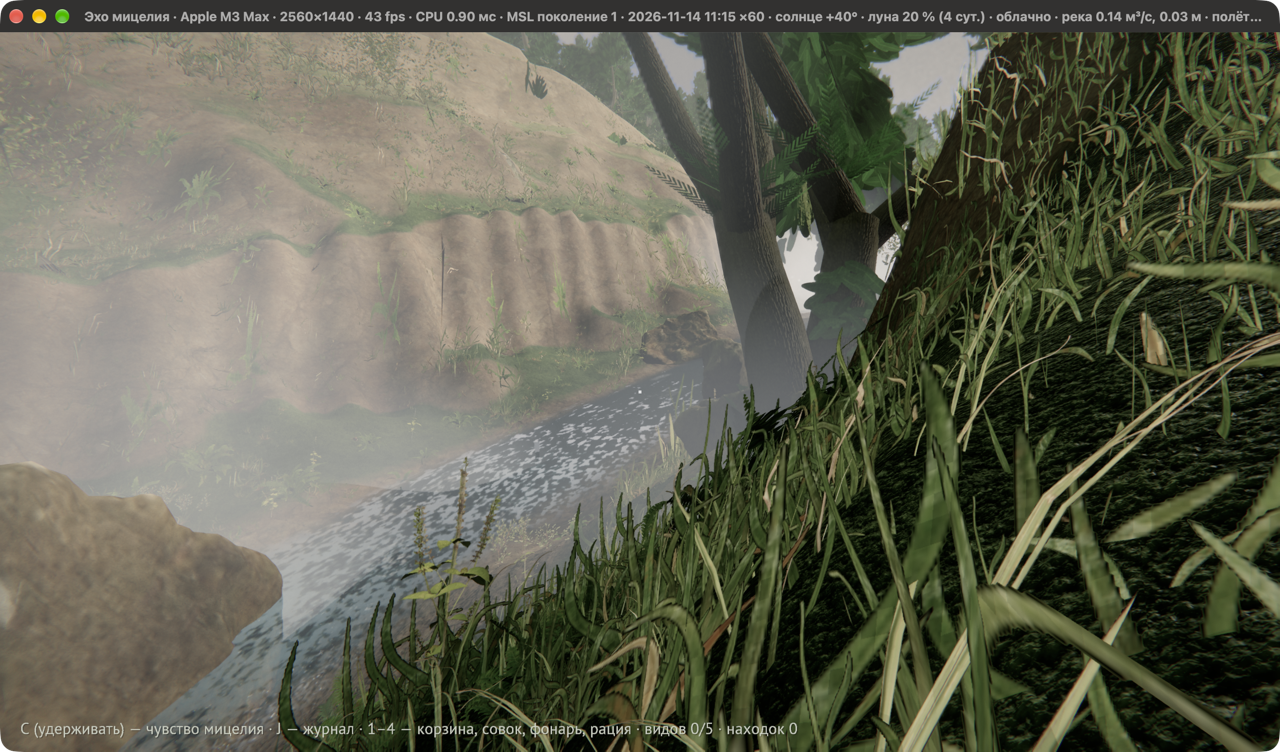 Эхо мицелия · Apple M3 Max · 2560×1440 · 43 fps · CPU 0.90 мс · MSL поколение 1 · 2026-11-14 11:15 ×60 · солнце +40° · луна 20 % (4 сут.) · облачно · река 0.14 м³/с, 0.03 м · полёт...
C (удерживать) — чувство мицелия · J — журнал · 1–4 — корзина, совок, фонарь, рация · видов 0/5 · находок 0